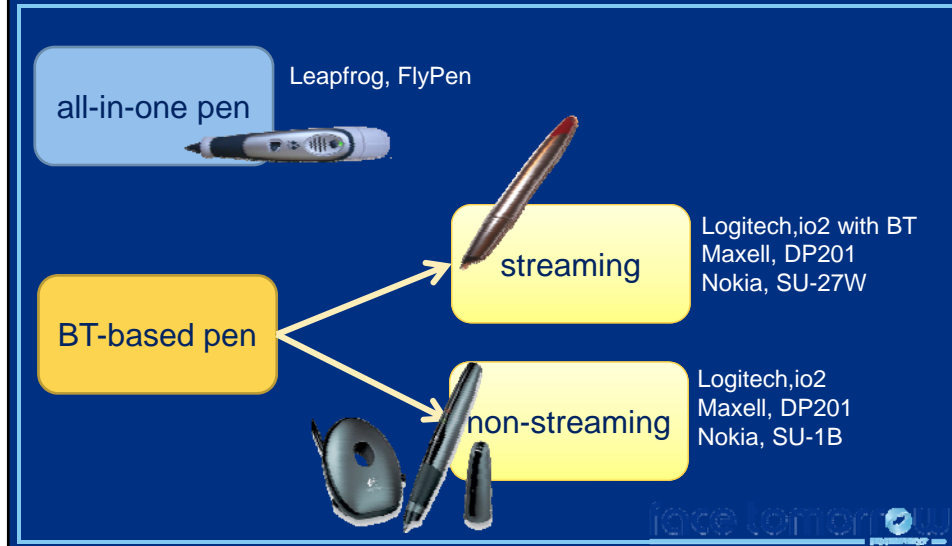 all-in-one pen
Leapfrog, FlyPen
BT-based pen
streaming
Logitech,io2 with BT
Maxell, DP201
Nokia, SU-27W
non-streaming
Logitech,io2
Maxell, DP201
Nokia, SU-1B
face tomorrow